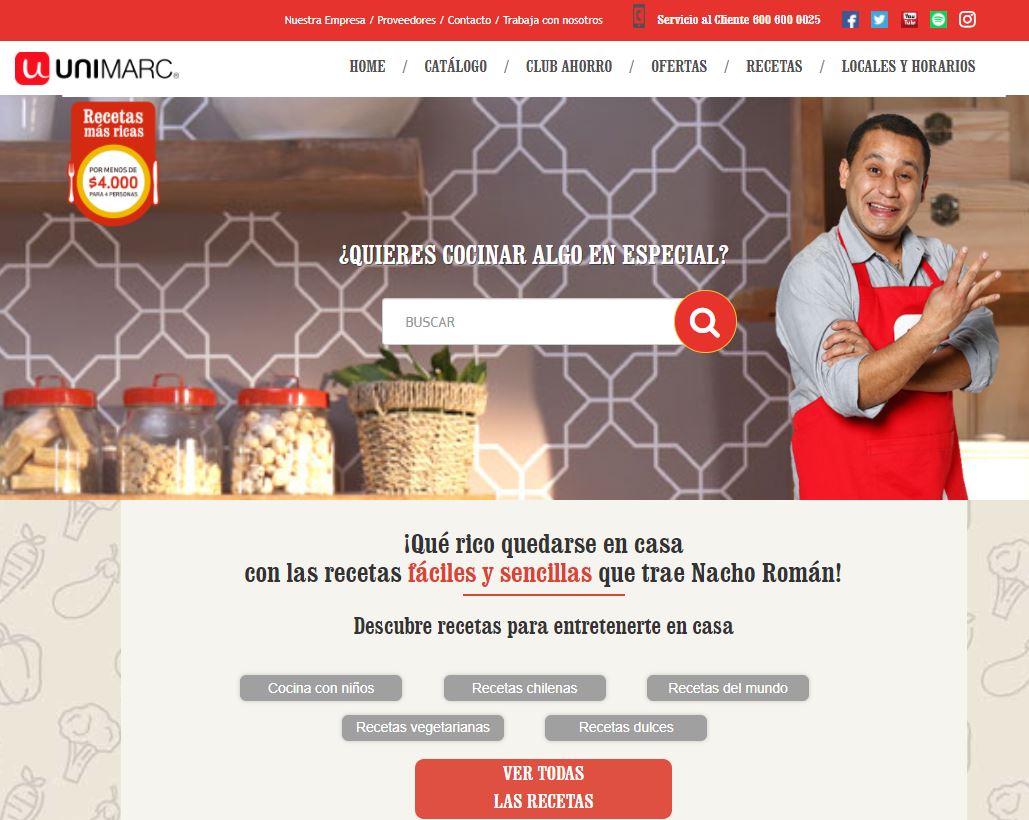 Nuestra Empresa / Proveedores / Contacto / Trabaja con nosotros
Servicio al Cliente 600 600 0025
You
Tube
UNIMARC®
HOME / CATÁLOGO / CLUB AHORRO / OFERTAS / RECETAS / LOCALES Y HORARIOS
Recetas
más ricas
POR MENOS DE
$4.000
PARA 4 PERSONAS
¿QUIERES COCINAR ALGO EN ESPECIAL?
BUSCAR
¡Qué rico quedarse en casa
con las recetas fáciles y sencillas que trae Nacho Román!
Descubre recetas para entretenerte en casa
Cocina con niños
Recetas chilenas
Recetas del mundo
Recetas vegetarianas
Recetas dulces
VER TODAS
LAS RECETAS